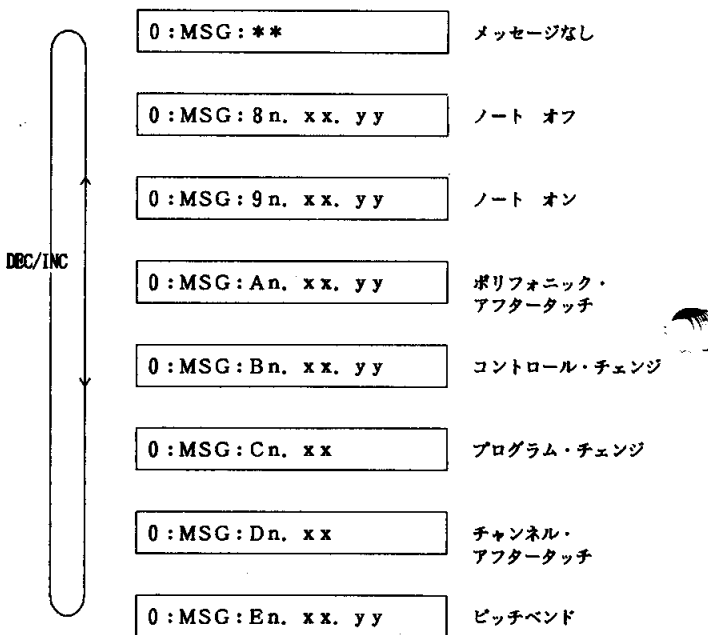 0:MSG:** メッセージなし
0:MSG:8n. xx. yy ノート オフ
0:MSG:9n. xx. yy ノート オン
DEC/INC
0:MSG:An. xx. yy ポリフォニック・
アフタータッチ
0:MSG:Bn. xx. yy コントロール・チェンジ
0:MSG:Cn. xx プログラム・チェンジ
0:MSG:Dn. xx チャンネル・
アフタータッチ
0:MSG:En. xx. yy ピッチベンド